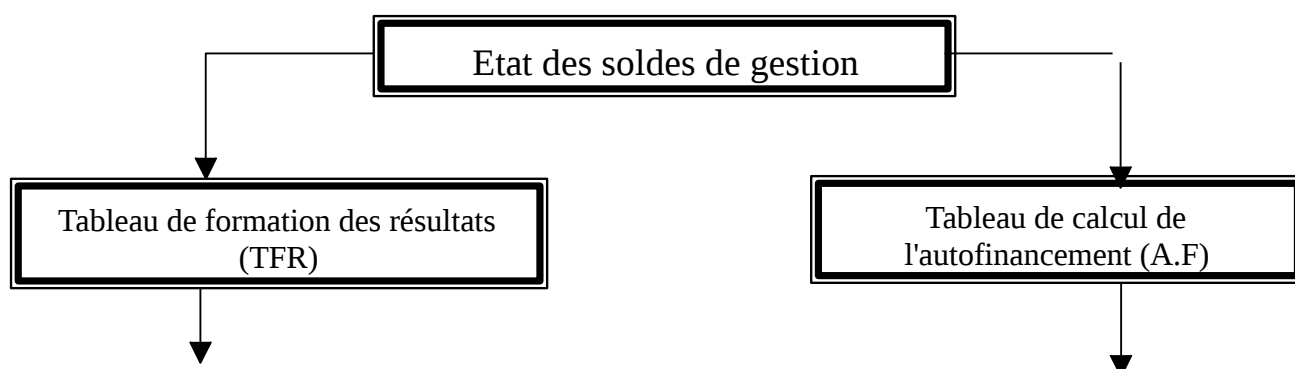 Etat des soldes de gestion
Tableau de formation des résultats
(TFR)
Tableau de calcul de
l'autofinancement (A.F)